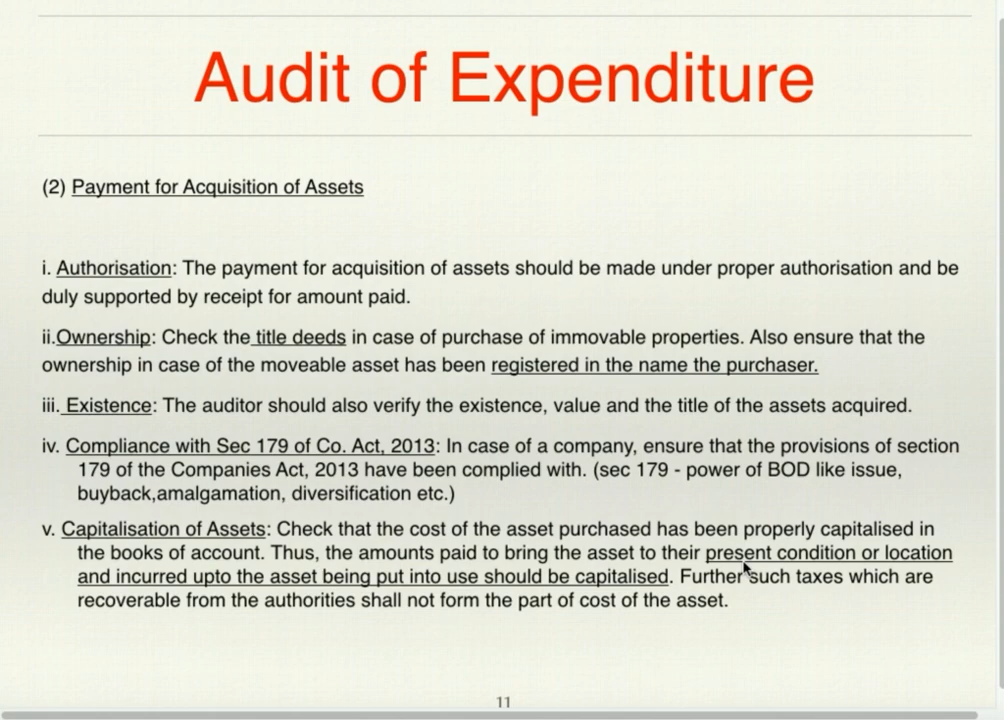 Audit of Expenditure
(2) Payment for Acquisition of Assets
i. Authorisation: The payment for acquisition of assets should be made under proper authorisation and be
duly supported by receipt for amount paid.
ii.Ownership: Check the title deeds in case of purchase of immovable properties. Also ensure that the
ownership in case of the moveable asset has been registered in the name the purchaser.
iii. Existence: The auditor should also verify the existence, value and the title of the assets acquired.
iv. Compliance with Sec 179 of Co. Act, 2013: In case of a company, ensure that the provisions of section
179 of the Companies Act, 2013 have been complied with. (sec 179 - power of BOD like issue,
buyback,amalgamation, diversification etc.)
v. Capitalisation of Assets: Check that the cost of the asset purchased has been properly capitalised in
the books of account. Thus, the amounts paid to bring the asset to their present condition or location
and incurred upto the asset being put into use should be capitalised. Further such taxes which are
recoverable from the authorities shall not form the part of cost of the asset.
11